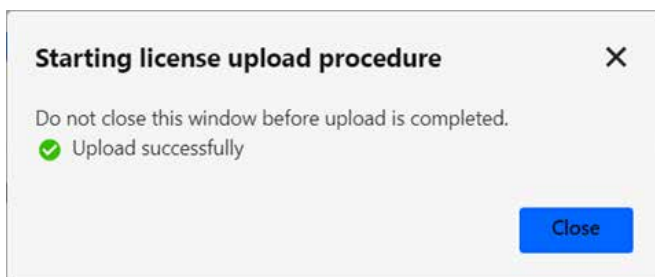 Starting license upload procedure
Do not close this window before upload is completed.
Upload successfully
Close